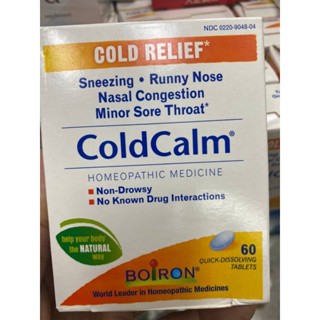 NDC 0220-9048-04
COLD RELIEF*
Sneezing • Runny Nose
Nasal Congestion
Minor Sore Throat*
ColdCalm®
HOMEOPATHIC MEDICINE
■ Non-Drowsy
■ No Known Drug Interactions
help your body
the NATURAL
way
60
QUICK-DISSOLVING
TABLETS
BOIRON®
World Leader in Homeopathic Medicines